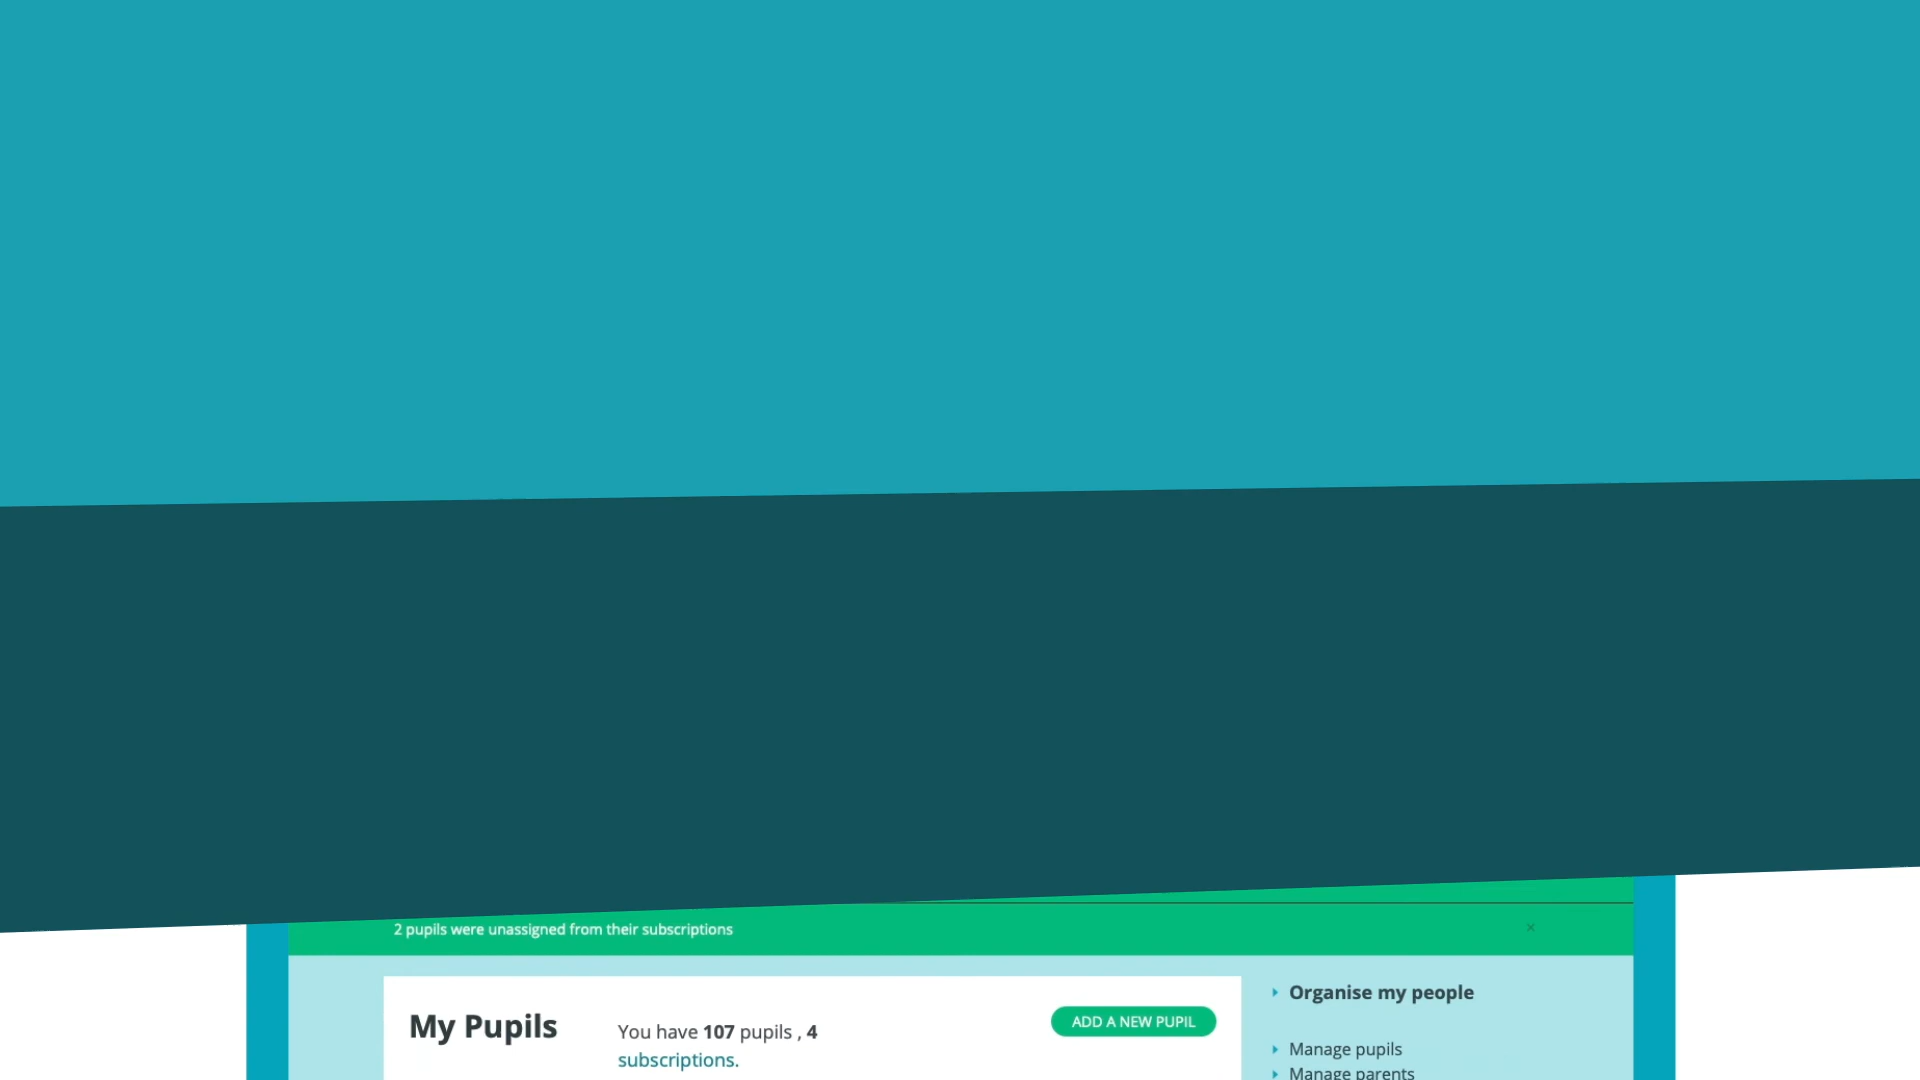 2 pupils were unassigned from their subscriptions
×
My Pupils
You have 107 pupils , 4
subscriptions.
ADD A NEW PUPIL
Organise my people
Manage pupils
Manage parents